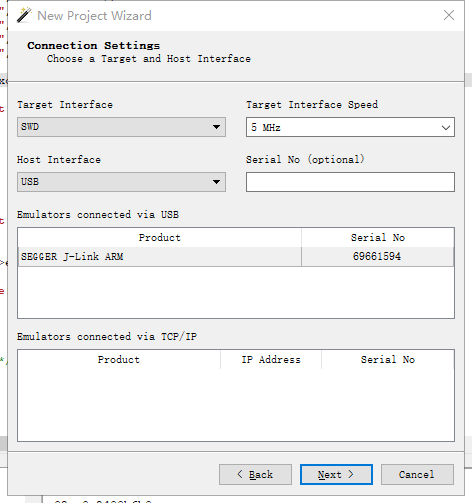 New Project Wizard
Connection Settings
Choose a Target and Host Interface
Target Interface
Target Interface Speed
SWD
5 MHz
Host Interface
Serial No (optional)
USB
Emulators connected via USB
Product Serial No
SEGGER J-Link ARM 69661594
Emulators connected via TCP/IP
Product IP Address Serial No
< Back Next > Cancel